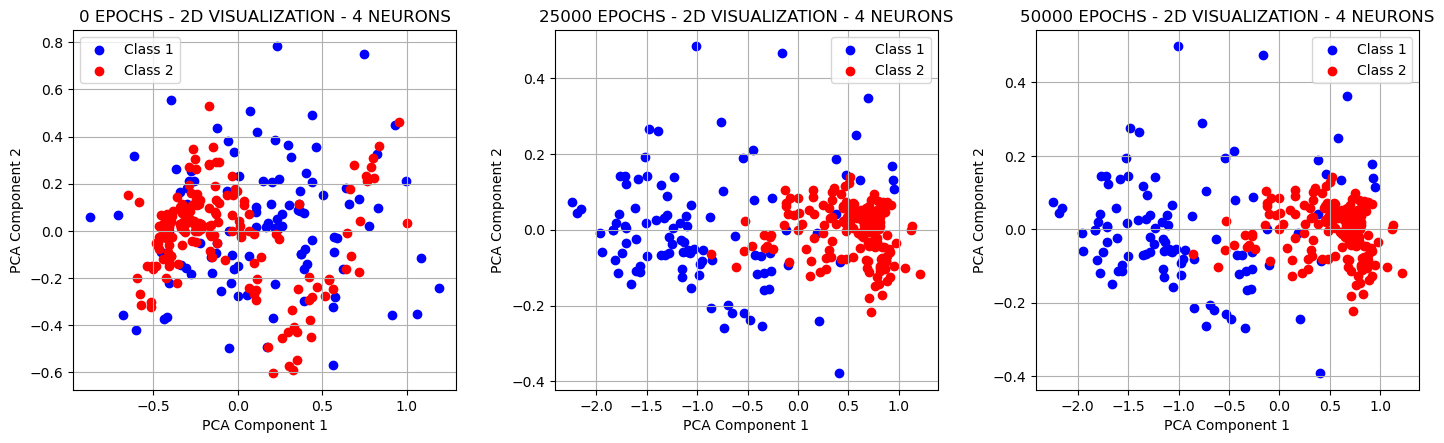 0 EPOCHS - 2D VISUALIZATION - 4 NEURONS
0.8
0.6
0.4
0.2
0.0
−0.2
−0.4
−0.6
PCA Component 2
Class 1
Class 2
−0.5
0.0
0.5
1.0
PCA Component 1
25000 EPOCHS - 2D VISUALIZATION - 4 NEURONS
0.4
0.2
0.0
−0.2
−0.4
PCA Component 2
Class 1
Class 2
−2.0
−1.5
−1.0
−0.5
0.0
0.5
1.0
PCA Component 1
50000 EPOCHS - 2D VISUALIZATION - 4 NEURONS
0.4
0.2
0.0
−0.2
−0.4
PCA Component 2
Class 1
Class 2
−2.0
−1.5
−1.0
−0.5
0.0
0.5
1.0
PCA Component 1